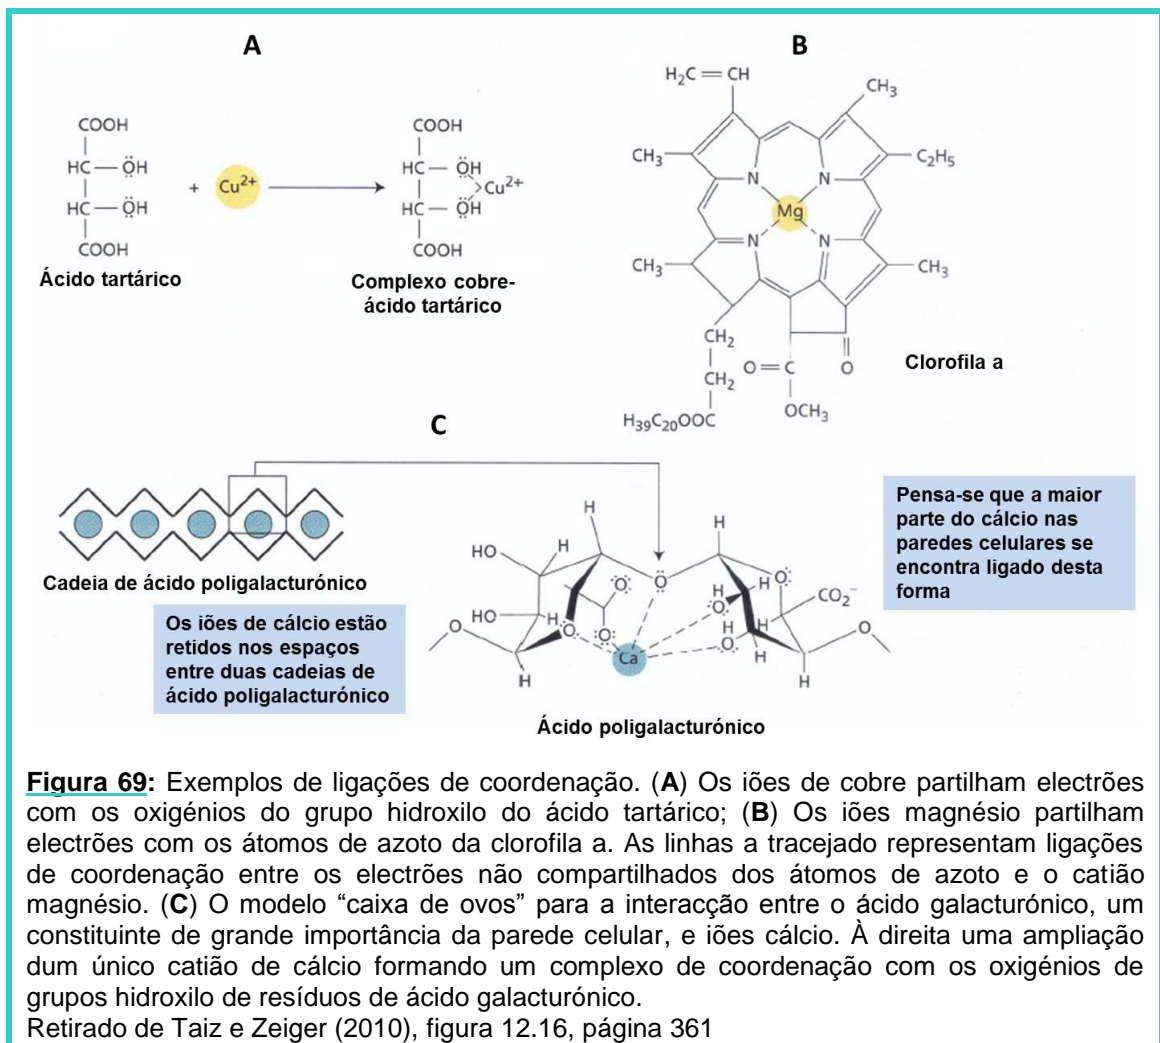 A
COOH
HC — ÖH
HC — ÖH
COOH
Ácido tartárico
+
Cu2+
COOH
HC — ÖH
Cu2+
HC — ÖH
COOH
Complexo cobre-
ácido tartárico
B
H2C=CH
CH3
CH3
C2H5
N
N
Mg
N
N
CH3
CH3
CH2
CH2
H39C20OOC
O=C
OCH3
O
Clorofila a
C
Cadeia de ácido poligalacturónico
Os iões de cálcio estão
retidos nos espaços
entre duas cadeias de
ácido poligalacturónico
H
H
HO
H
O
O
O
H
CO2−
HO
H
O
O
O
H
H
O
H
H
O
Ca
O
H
O
H
H
Ácido poligalacturónico
Pensa-se que a maior
parte do cálcio nas
paredes celulares se
encontra ligado desta
forma
Figura 69: Exemplos de ligações de coordenação. (A) Os iões de cobre partilham electrões
com os oxigénios do grupo hidroxilo do ácido tartárico; (B) Os iões magnésio partilham
electrões com os átomos de azoto da clorofila a. As linhas a tracejado representam ligações
de coordenação entre os electrões não compartilhados dos átomos de azoto e o catião
magnésio. (C) O modelo “caixa de ovos” para a interacção entre o ácido galacturónico, um
constituinte de grande importância da parede celular, e iões cálcio. À direita uma ampliação
dum único catião de cálcio formando um complexo de coordenação com os oxigénios de
grupos hidroxilo de resíduos de ácido galacturónico.
Retirado de Taiz e Zeiger (2010), figura 12.16, página 361